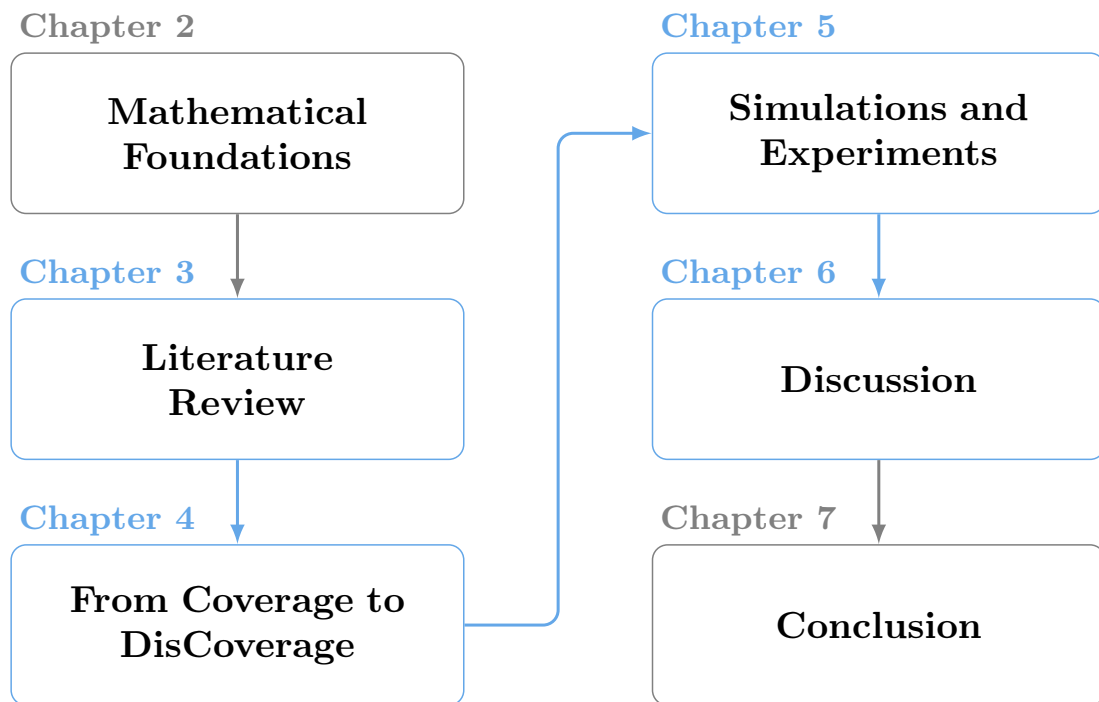 Chapter 2
Mathematical
Foundations
Chapter 3
Literature
Review
Chapter 4
From Coverage to
DisCoverage
Chapter 5
Simulations and
Experiments
Chapter 6
Discussion
Chapter 7
Conclusion